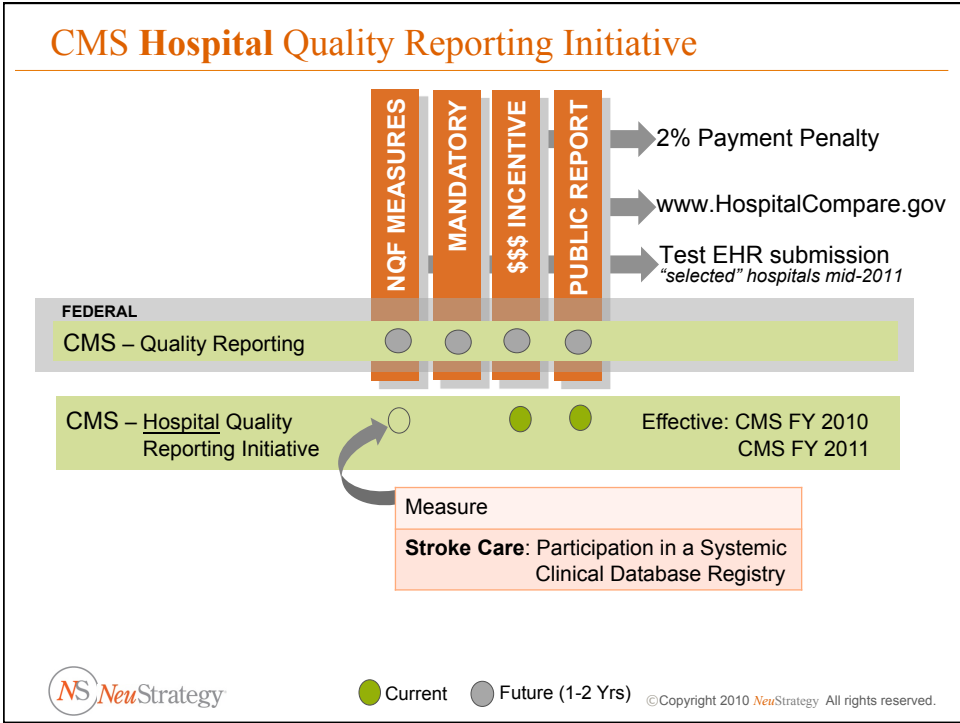 CMS Hospital Quality Reporting Initiative
NQF MEASURES
MANDATORY
$$$ INCENTIVE
PUBLIC REPORT
2% Payment Penalty
www.HospitalCompare.gov
Test EHR submission
“selected” hospitals mid-2011
FEDERAL
CMS – Quality Reporting
CMS – Hospital Quality
Reporting Initiative
Effective: CMS FY 2010
CMS FY 2011
Measure
Stroke Care: Participation in a Systemic
Clinical Database Registry
NS NeuStrategy
Current
Future (1-2 Yrs)
©Copyright 2010 NeuStrategy All rights reserved.